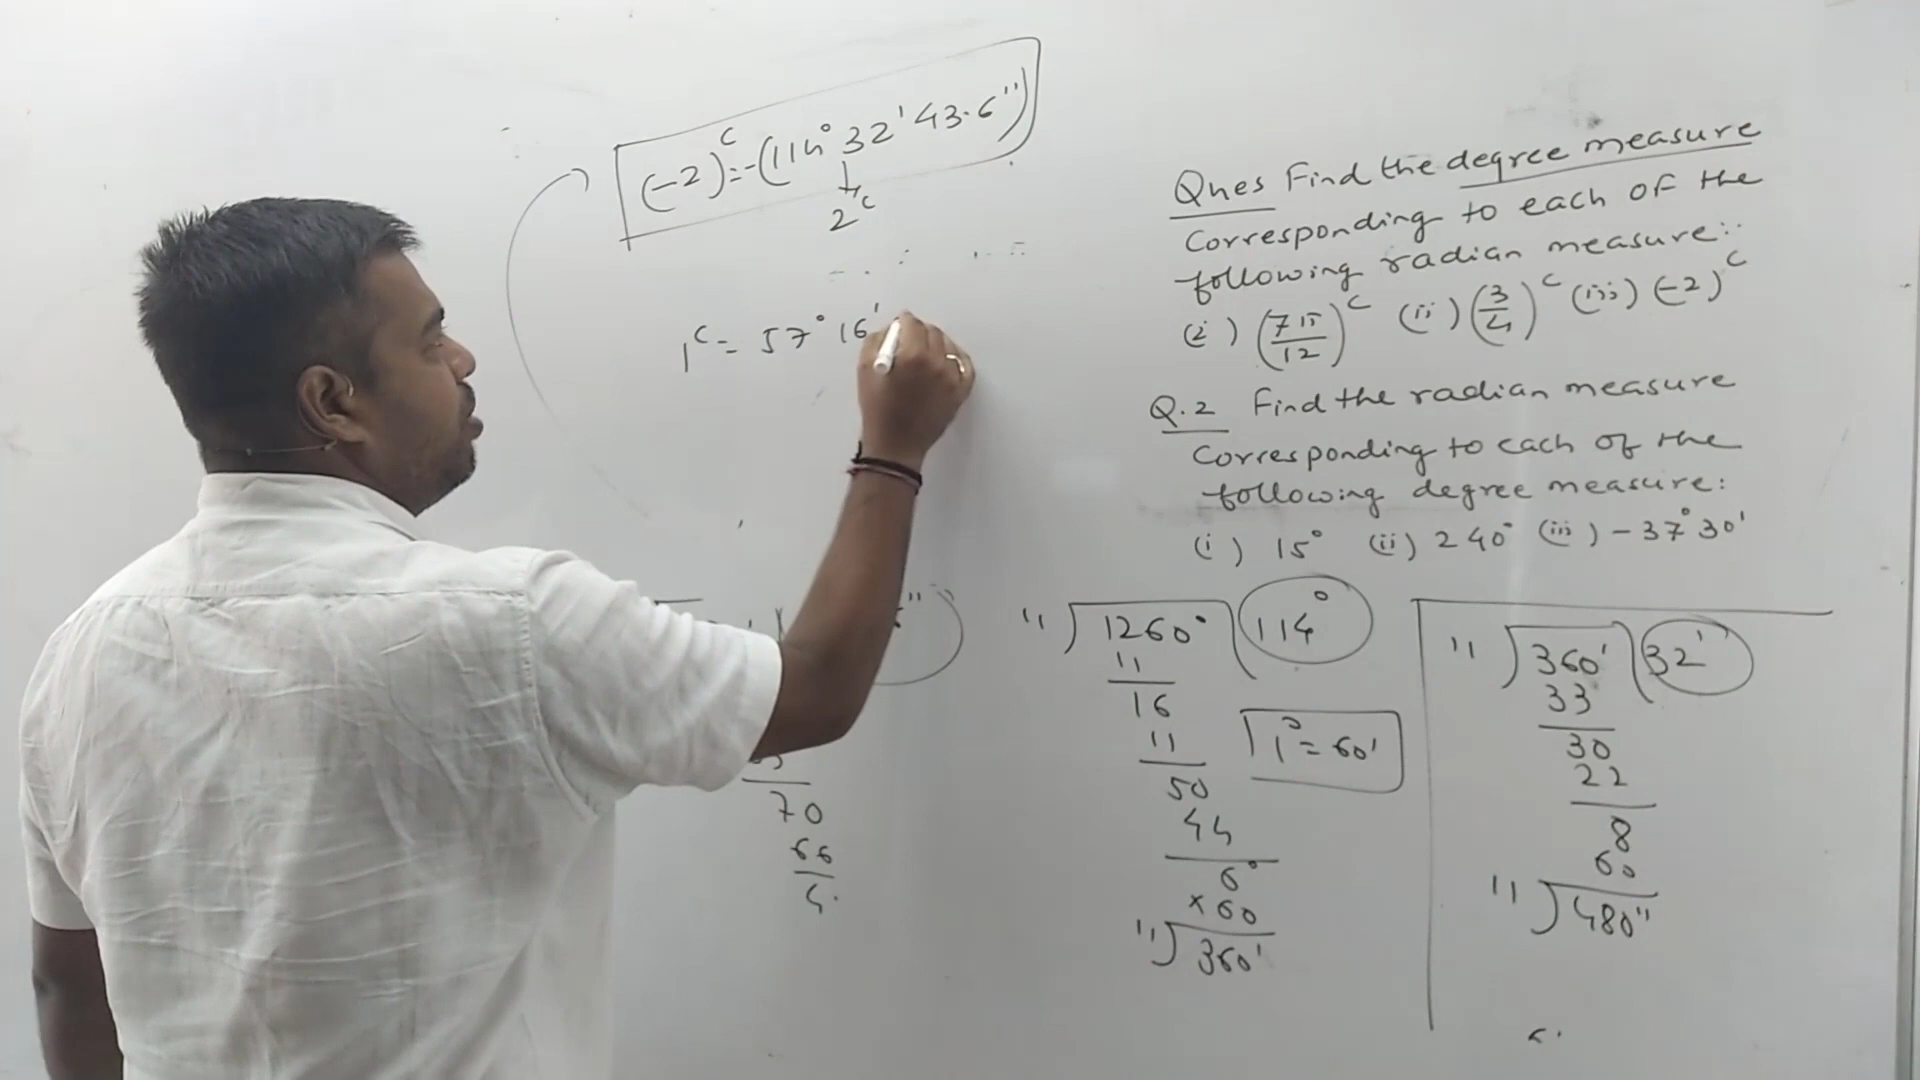 (-2)ᶜ = -(114° 32' 43.6")
2ᶜ
1ᶜ = 57° 16'
Ques Find the degree measure
Corresponding to each of the
following radian measure:-
(i) (7π/12)ᶜ (ii) (3/4)ᶜ (iii) (-2)ᶜ
Q.2 Find the radian measure
Corresponding to each of the
following degree measure:
(i) 15° (ii) 240° (iii) -37° 30'
70
66
4
11 ) 1260° ( 114°
11
16
11
50
44
6°
× 60
11 ) 360'
1° = 60'
11 ) 360' ( 32'
33
30
22
8
60
11 ) 480"